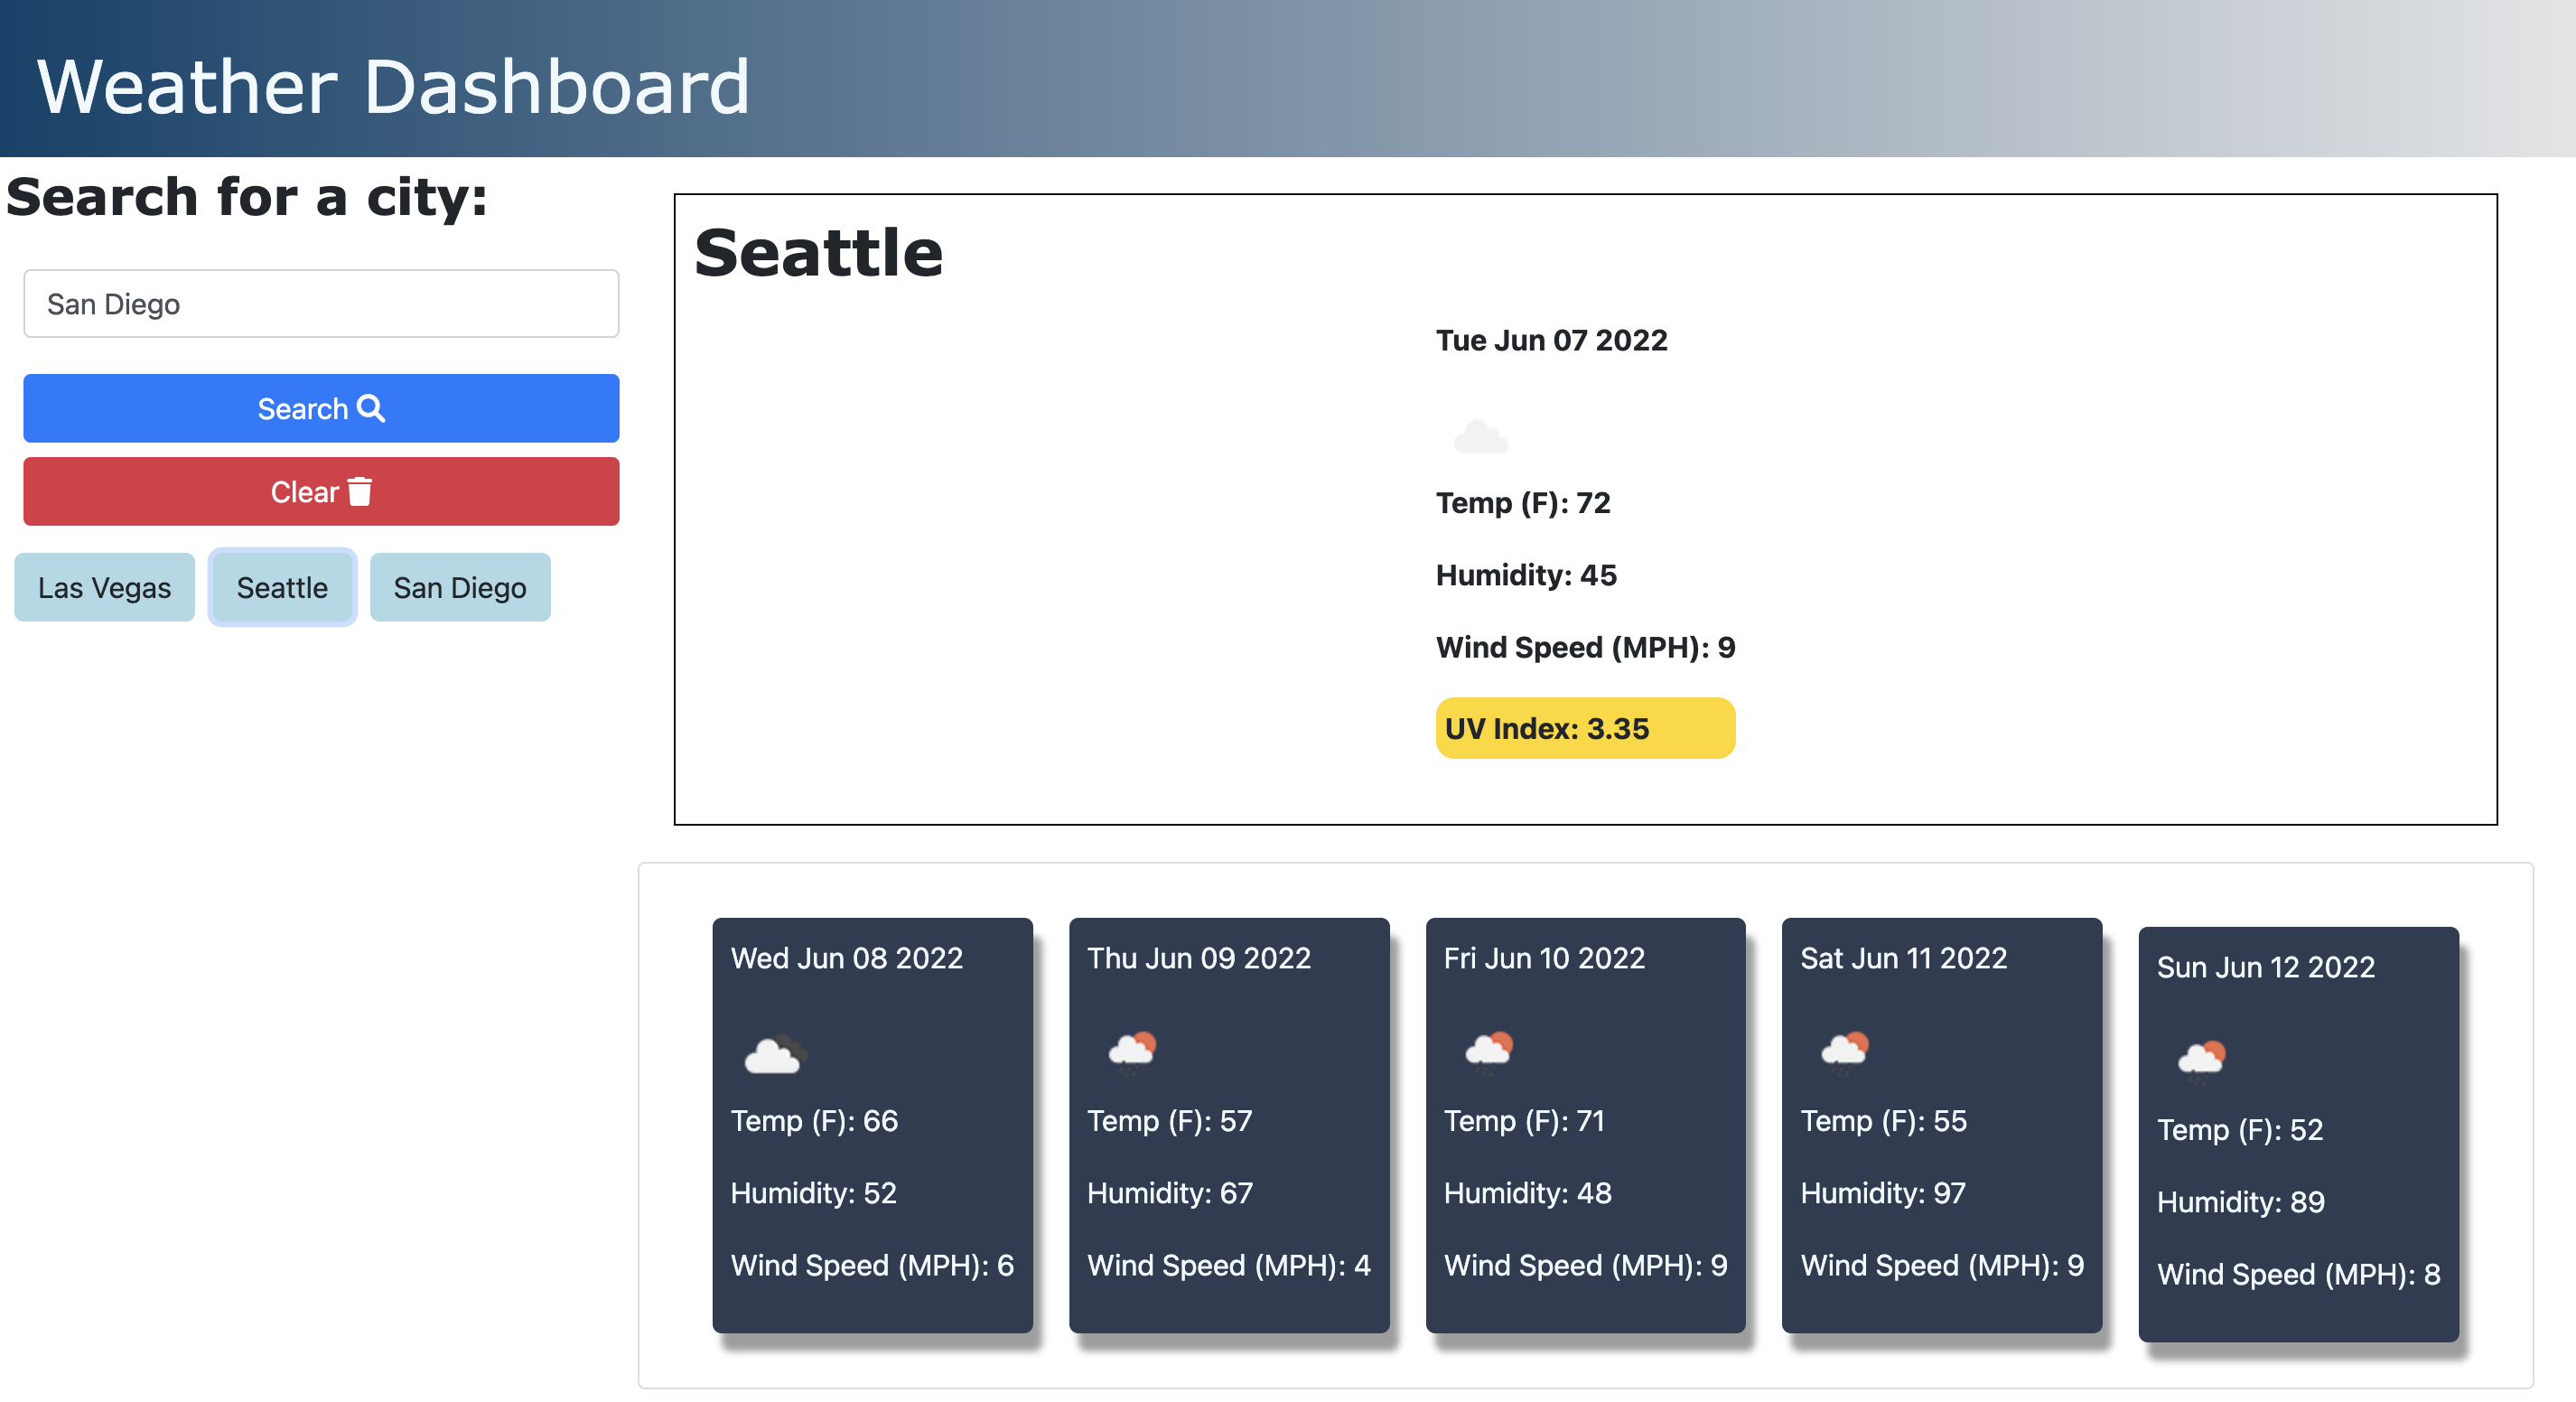 Weather Dashboard
Search for a city:
San Diego
Search
Clear
Las Vegas
Seattle
San Diego
Seattle
Tue Jun 07 2022
Temp (F): 72
Humidity: 45
Wind Speed (MPH): 9
UV Index: 3.35
Wed Jun 08 2022
Temp (F): 66
Humidity: 52
Wind Speed (MPH): 6
Thu Jun 09 2022
Temp (F): 57
Humidity: 67
Wind Speed (MPH): 4
Fri Jun 10 2022
Temp (F): 71
Humidity: 48
Wind Speed (MPH): 9
Sat Jun 11 2022
Temp (F): 55
Humidity: 97
Wind Speed (MPH): 9
Sun Jun 12 2022
Temp (F): 52
Humidity: 89
Wind Speed (MPH): 8